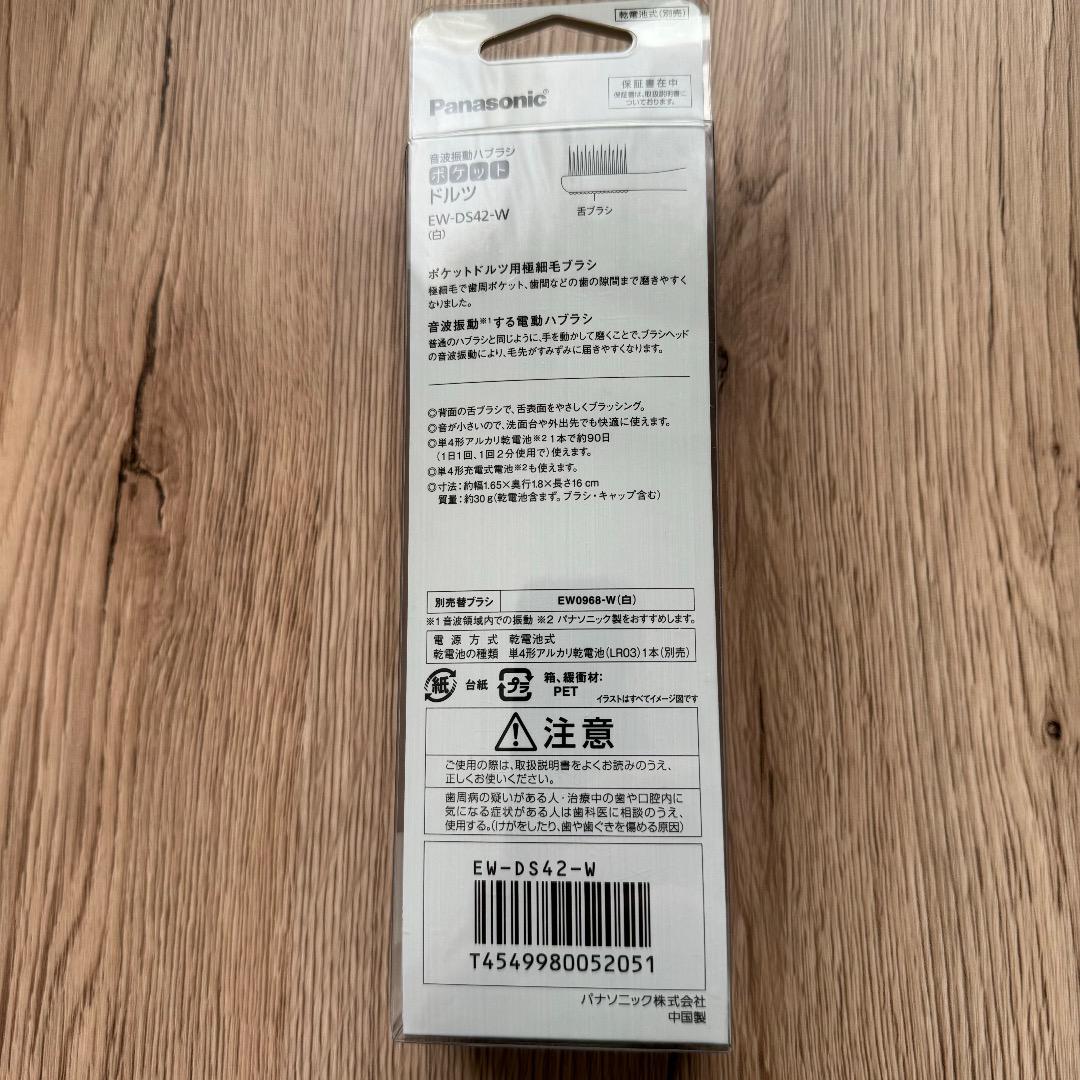 乾電池式(別売)
保証書在中
保証書は、取扱説明書に
ついております。
Panasonic®
音波振動ハブラシ
ポケット
ドルツ
EW-DS42-W
(白)
舌ブラシ
ポケットドルツ用極細毛ブラシ
極細毛で歯周ポケット、歯間などの歯の隙間まで磨きやすく
なりました。
音波振動※1する電動ハブラシ
普通のハブラシと同じように、手を動かして磨くことで、ブラシヘッド
の音波振動により、毛先がすみずみに届きやすくなります。
◎背面の舌ブラシで、舌表面をやさしくブラッシング。
◎音が小さいので、洗面台や外出先でも快適に使えます。
◎単4形アルカリ乾電池※2 1本で約90日
(1日1回、1回2分使用で)使えます。
◎単4形充電式電池※2も使えます。
◎寸法:約幅1.65×奥行1.8×長さ16 cm
質量:約30g(乾電池含まず。ブラシ・キャップ含む)
別売替ブラシ EW0968-W(白)
※1 音波領域内での振動 ※2 パナソニック製をおすすめします。
電源方式 乾電池式
乾電池の種類 単4形アルカリ乾電池(LR03)1本(別売)
紙 台紙 プラ 箱、緩衝材:
PET
イラストはすべてイメージ図です
注意
ご使用の際は、取扱説明書をよくお読みのうえ、
正しくお使いください。
歯周病の疑いがある人・治療中の歯や口腔内に
気になる症状がある人は歯科医に相談のうえ、
使用する。(けがをしたり、歯や歯ぐきを傷める原因)
EW-DS42-W
T4549980052051
パナソニック株式会社
中国製